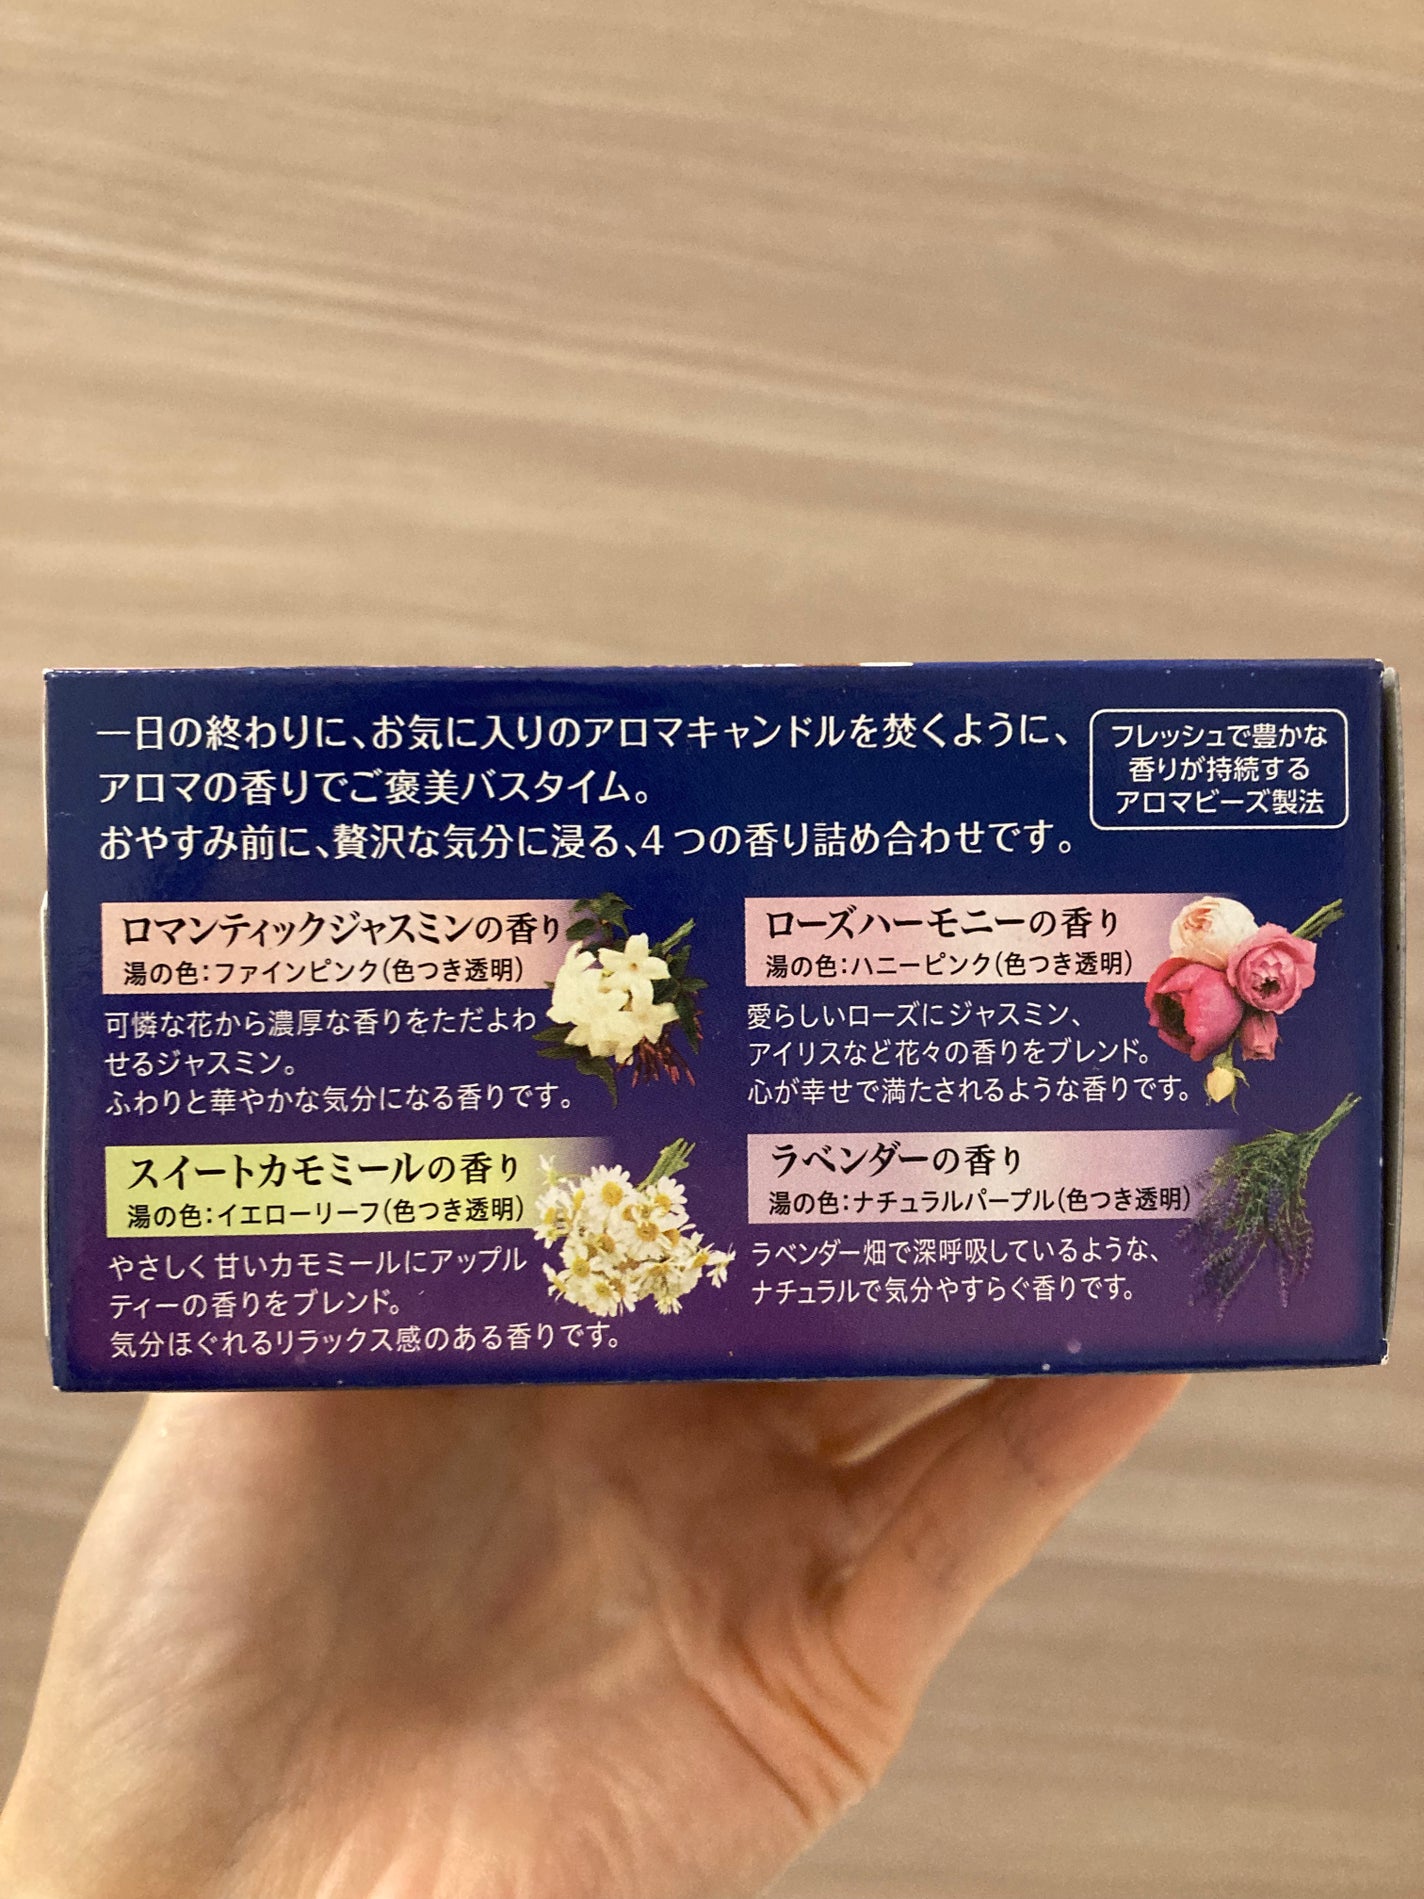 一日の終わりに、お気に入りのアロマキャンドルを焚くように、
アロマの香りでご褒美バスタイム。
おやすみ前に、贅沢な気分に浸る、4つの香り詰め合わせです。
フレッシュで豊かな
香りが持続する
アロマビーズ製法
ロマンティックジャスミンの香り
湯の色：ファインピンク（色つき透明）
可憐な花から濃厚な香りをただよわ
せるジャスミン。
ふわりと華やかな気分になる香りです。
ローズハーモニーの香り
湯の色：ハニーピンク（色つき透明）
愛らしいローズにジャスミン、
アイリスなど花々の香りをブレンド。
心が幸せで満たされるような香りです。
スイートカモミールの香り
湯の色：イエローリーフ（色つき透明）
やさしく甘いカモミールにアップル
ティーの香りをブレンド。
気分ほぐれるリラックス感のある香りです。
ラベンダーの香り
湯の色：ナチュラルパープル（色つき透明）
ラベンダー畑で深呼吸しているような、
ナチュラルで気分やすらぐ香りです。